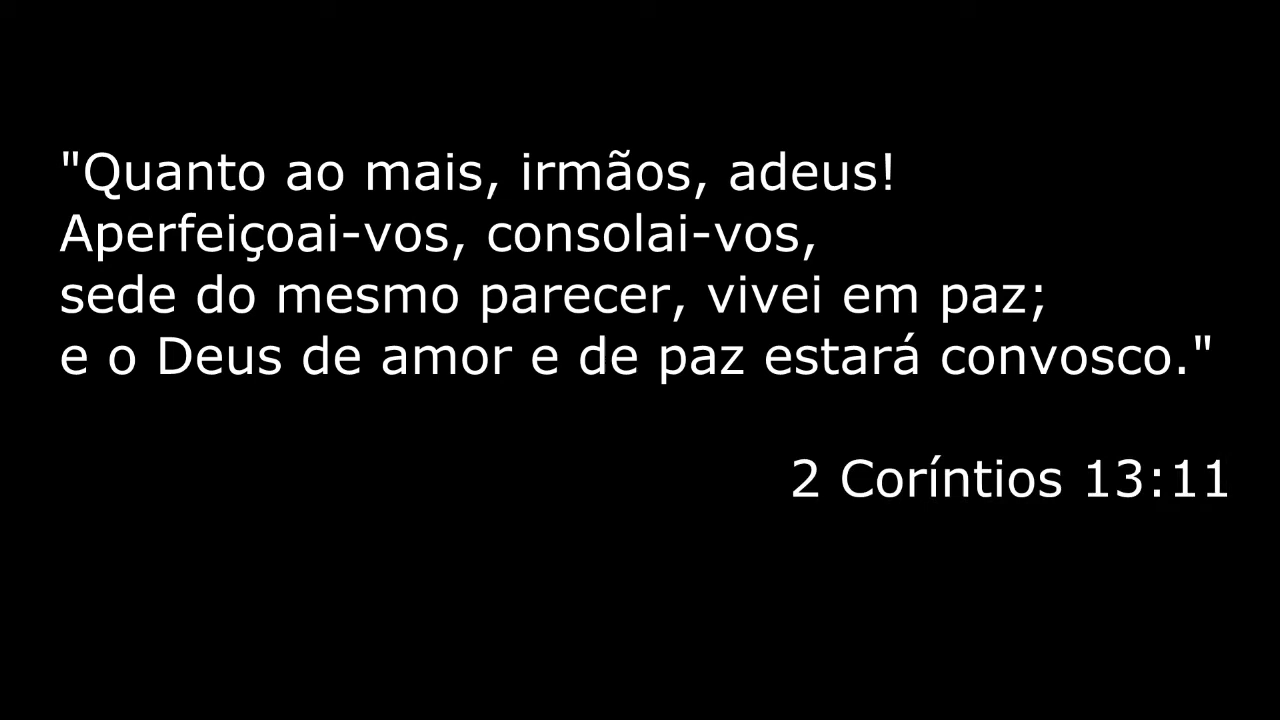 "Quanto ao mais, irmãos, adeus!
Aperfeiçoai-vos, consolai-vos,
sede do mesmo parecer, vivei em paz;
e o Deus de amor e de paz estará convosco."
2 Coríntios 13:11